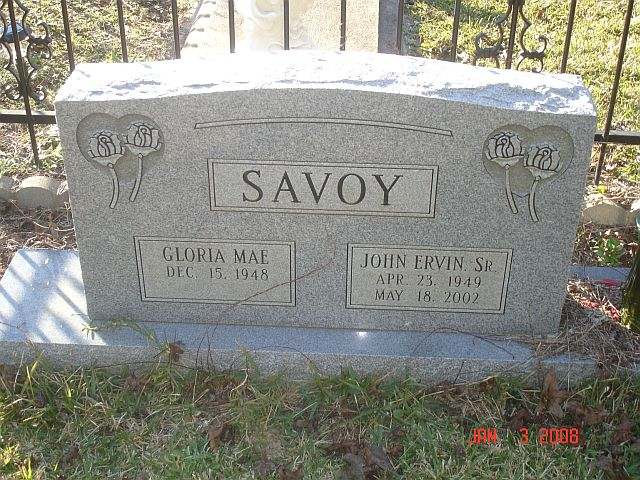 SAVOY
GLORIA MAE
DEC. 15, 1948
JOHN ERVIN, SR.
APR. 23, 1949
MAY 18, 2002
JAN 3 2008